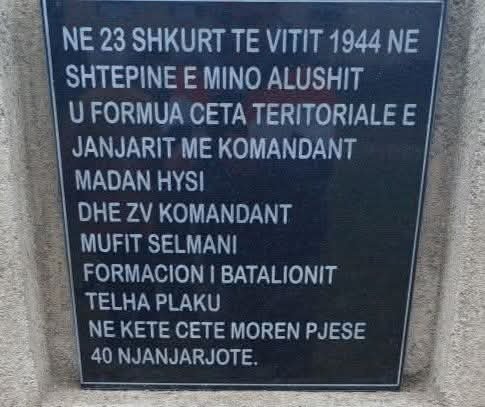 NE 23 SHKURT TE VITIT 1944 NE
SHTEPINE E MINO ALUSHIT
U FORMUA CETA TERITORIALE E
JANJARIT ME KOMANDANT
MADAN HYSI
DHE ZV KOMANDANT
MUFIT SELMANI
FORMACION I BATALIONIT
TELHA PLAKU
NE KETE CETE MOREN PJESE
40 NJANJARJOTE.